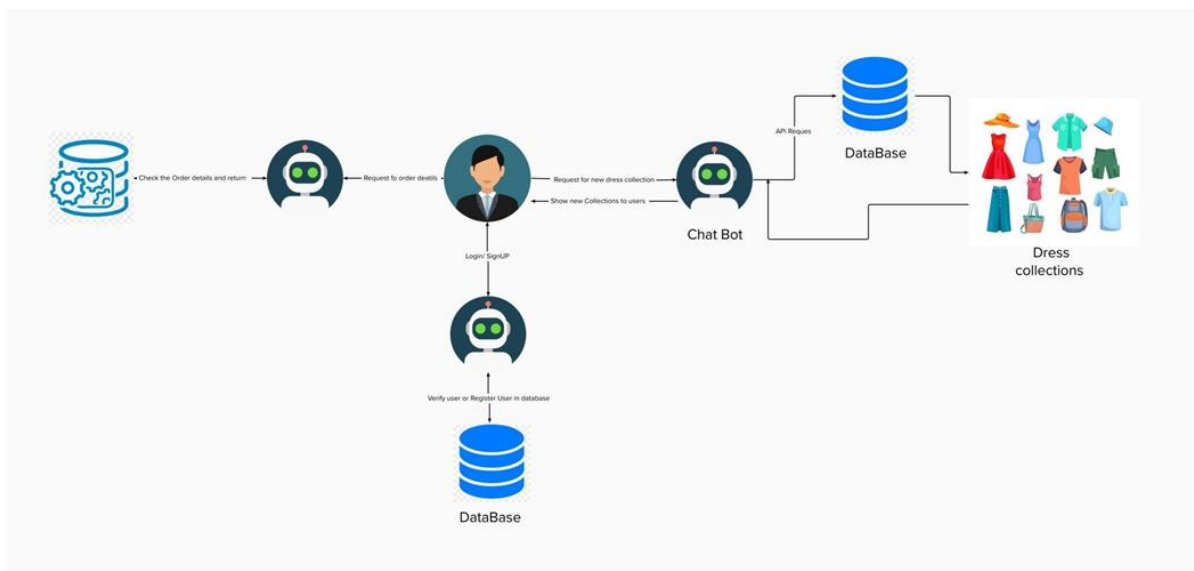 APi Reques
DataBase
Check the Order details and return
Request fo order deatils
Request for new dress collection
Show new Collections to users
Chat Bot
Dress
collections
Login/ SignUP
Verify user or Register User in database
DataBase